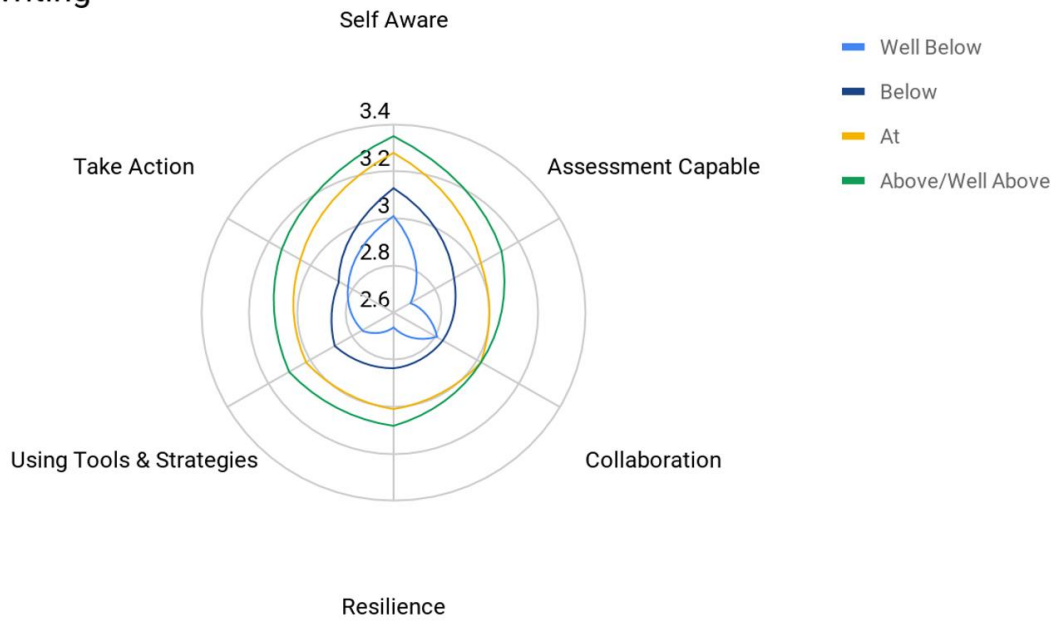 Self Aware
Well Below
Below
At
Above/Well Above
3.4
3.2
3
2.8
2.6
Take Action
Assessment Capable
Using Tools & Strategies
Collaboration
Resilience